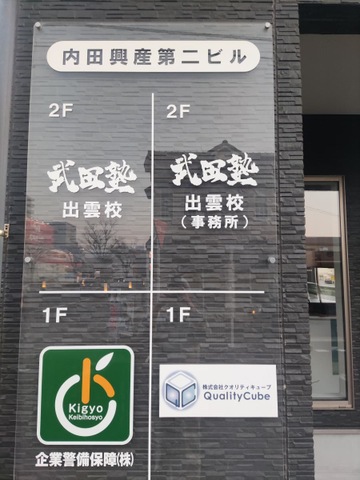 内田興産第二ビル
2F
武田塾
出雲校
2F
武田塾
出雲校
(事務所)
1F
Kigyo
Keibihosyo
企業警備保障(株)
1F
株式会社クオリティキューブ
QualityCube